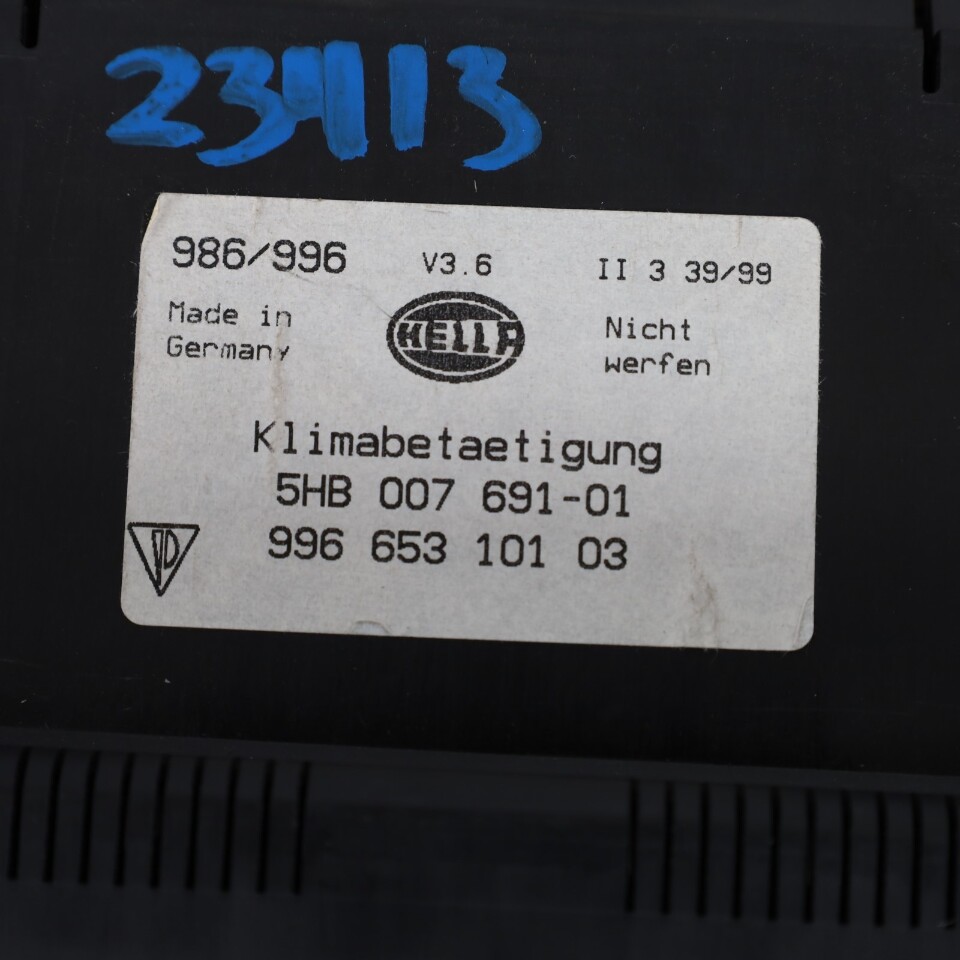 23413
986/996 V3.6 II 3 39/99
Made in
Germany
HELLA
Nicht
werfen
Klimabetaetigung
5HB 007 691-01
996 653 101 03